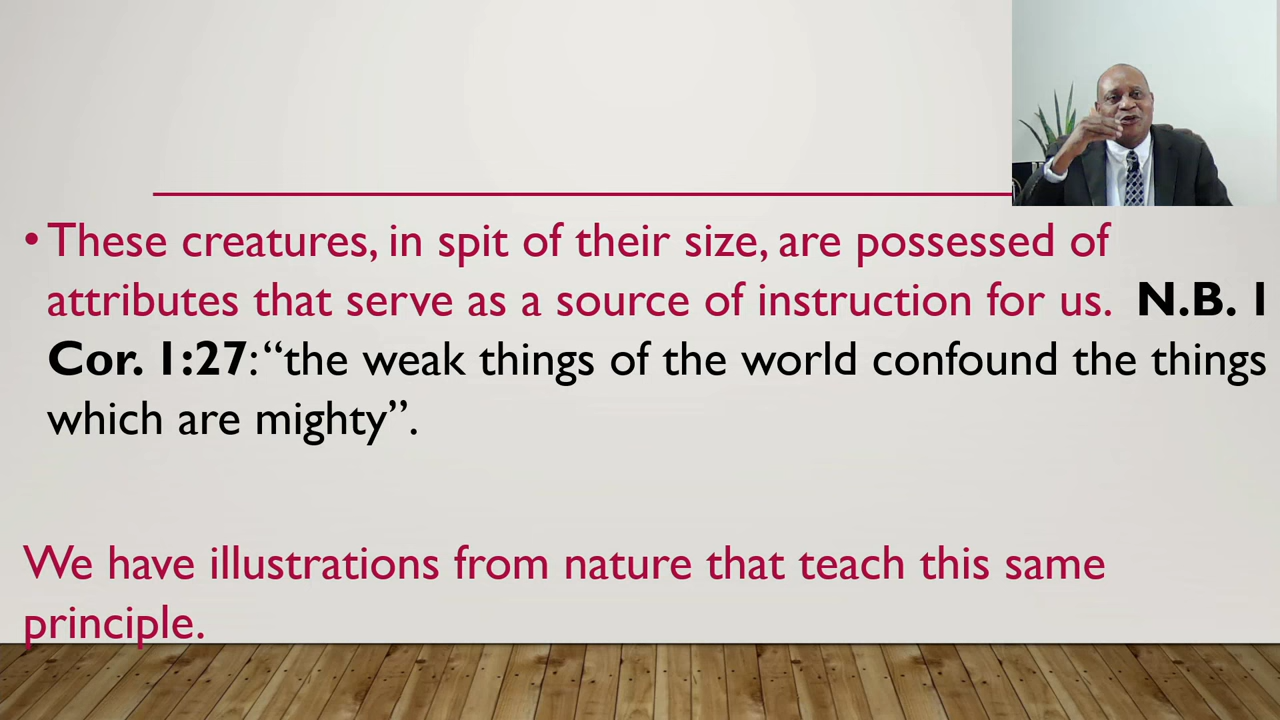 • These creatures, in spit of their size, are possessed of
attributes that serve as a source of instruction for us. N.B. 1
Cor. 1:27: “the weak things of the world confound the things
which are mighty”.
We have illustrations from nature that teach this same
principle.